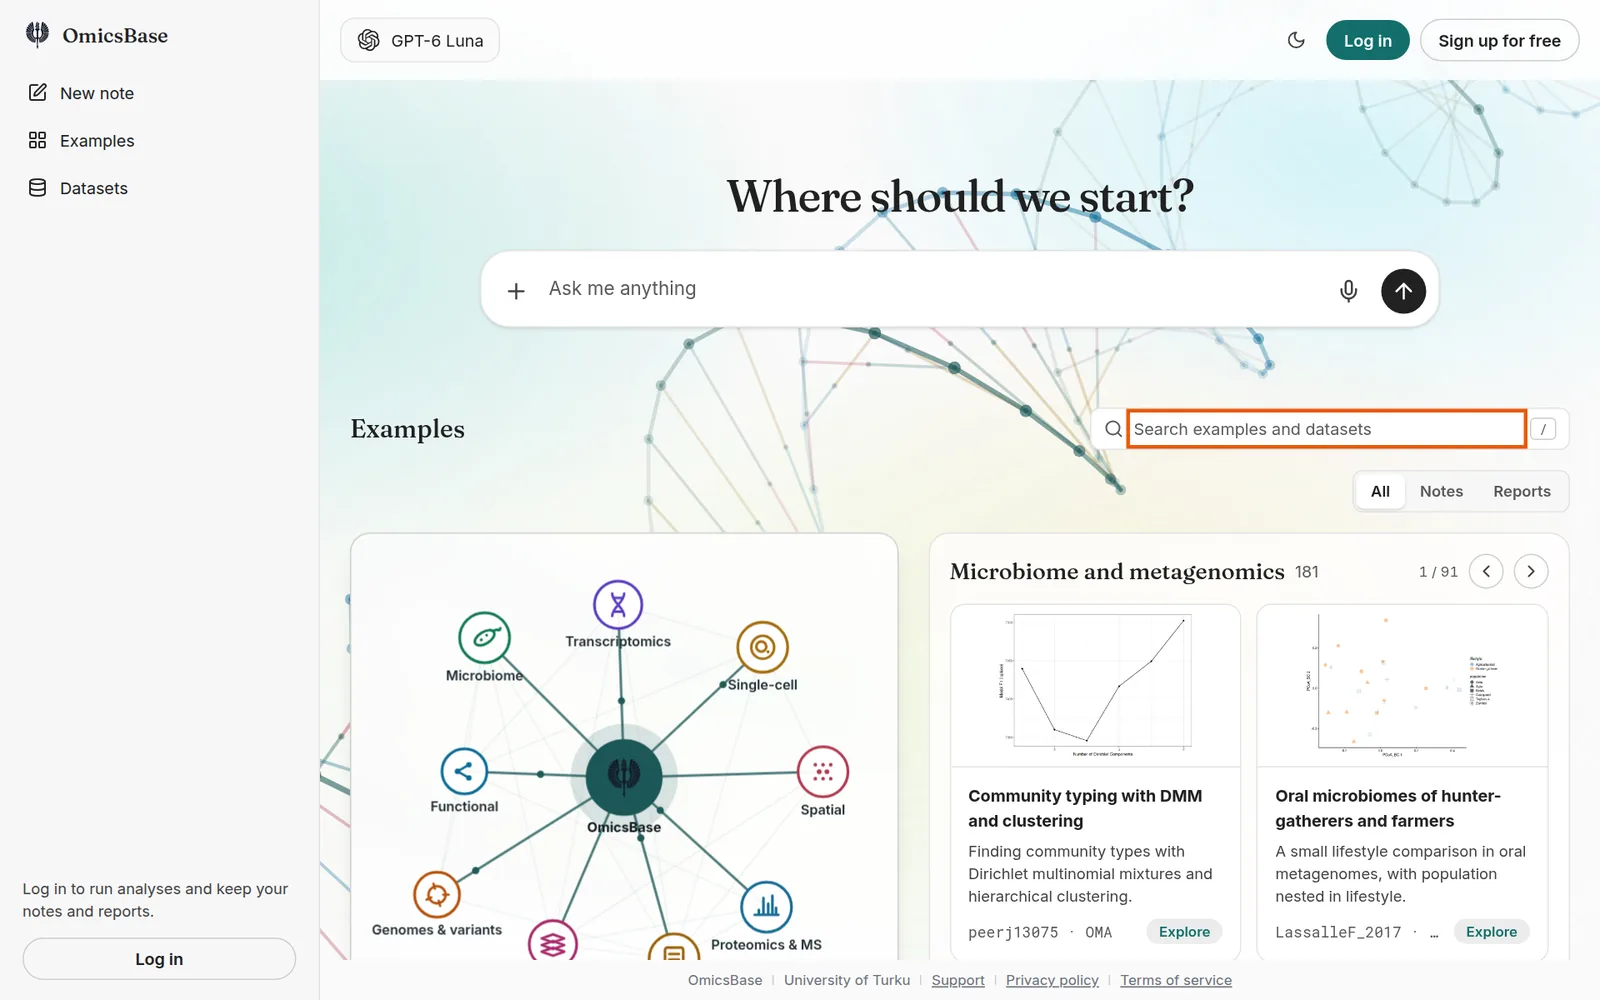 OmicsBase
New note
Examples
Datasets
Log in to run analyses and keep your
notes and reports.
Log in
GPT-6 Luna
Log in
Sign up for free
Where should we start?
Ask me anything
Examples
Search examples and datasets
/
All
Notes
Reports
Transcriptomics
Microbiome
Single-cell
Functional
Spatial
OmicsBase
Genomes & variants
Proteomics & MS
Microbiome and metagenomics 181
1 / 91
Number of Dirichlet Components
Community typing with DMM
and clustering
Finding community types with
Dirichlet multinomial mixtures and
hierarchical clustering.
peerj13075 · OMA
Explore
Oral microbiomes of hunter-
gatherers and farmers
A small lifestyle comparison in oral
metagenomes, with population
nested in lifestyle.
LassalleF_2017 · …
Explore
OmicsBase
University of Turku
Support
Privacy policy
Terms of service